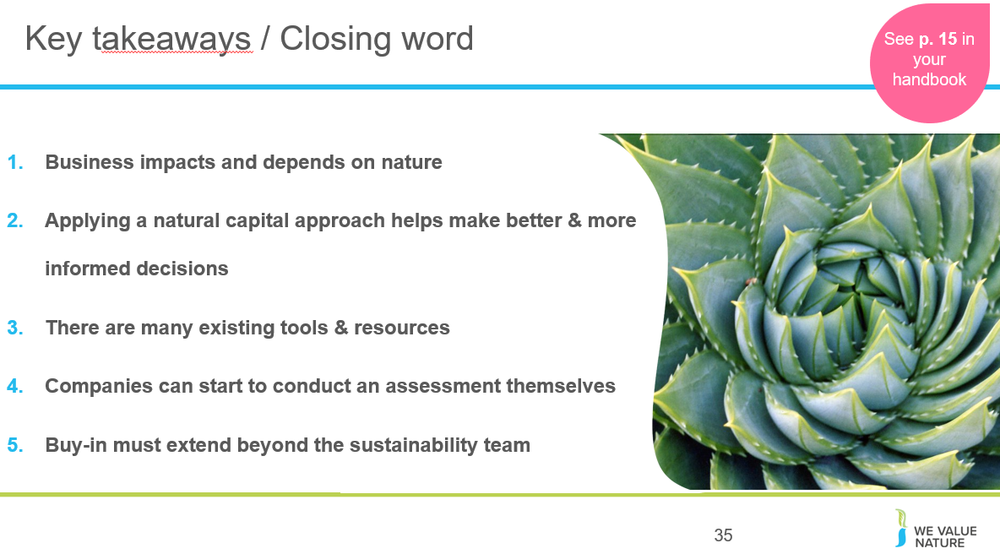 Key takeaways / Closing word
See p. 15 in
your
handbook
1. Business impacts and depends on nature
2. Applying a natural capital approach helps make better & more
informed decisions
3. There are many existing tools & resources
4. Companies can start to conduct an assessment themselves
5. Buy-in must extend beyond the sustainability team
35
WE VALUE
NATURE